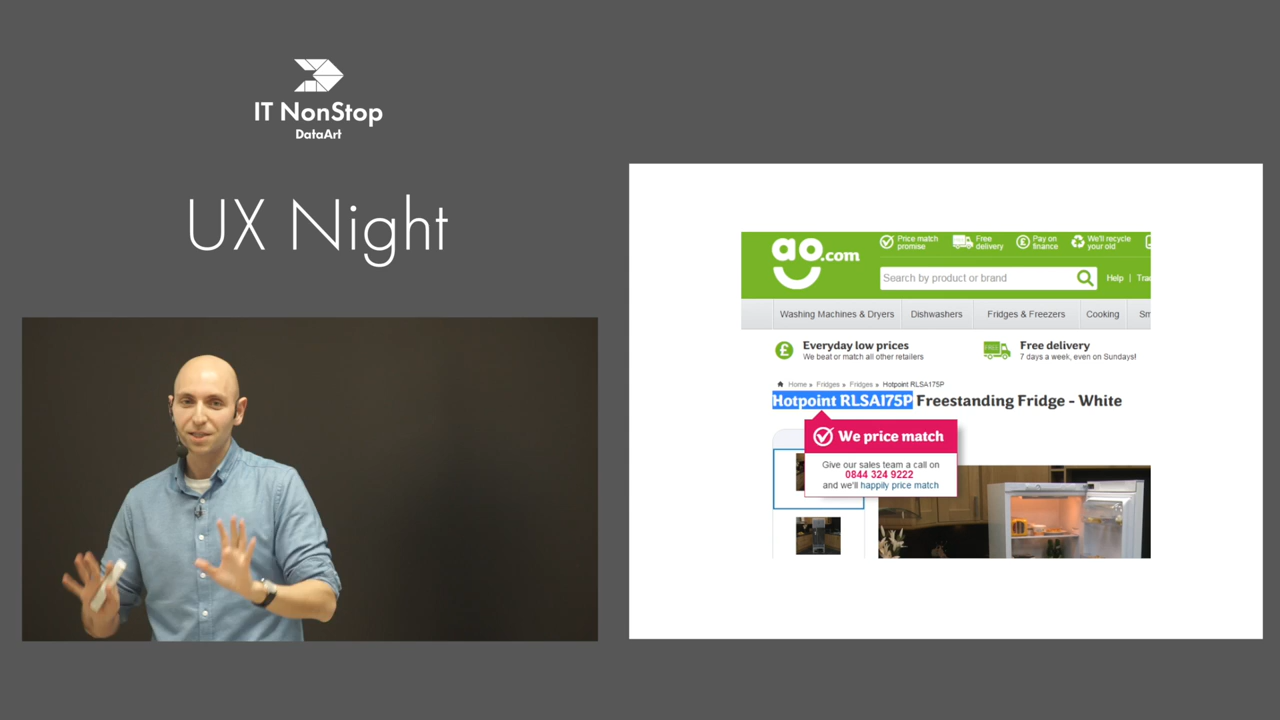 IT NonStop
DataArt
UX Night
ao.com
Price match promise
Free delivery
Pay on finance
We'll recycle your old
Search by product or brand
Help | Tra
Washing Machines & Dryers
Dishwashers
Fridges & Freezers
Cooking
Sm
Everyday low prices
We beat or match all other retailers
Free delivery
7 days a week, even on Sundays!
Home » Fridges » Fridges » Hotpoint RLSA175P
Hotpoint RLSA175P Freestanding Fridge - White
We price match
Give our sales team a call on
0844 324 9222
and we'll happily price match